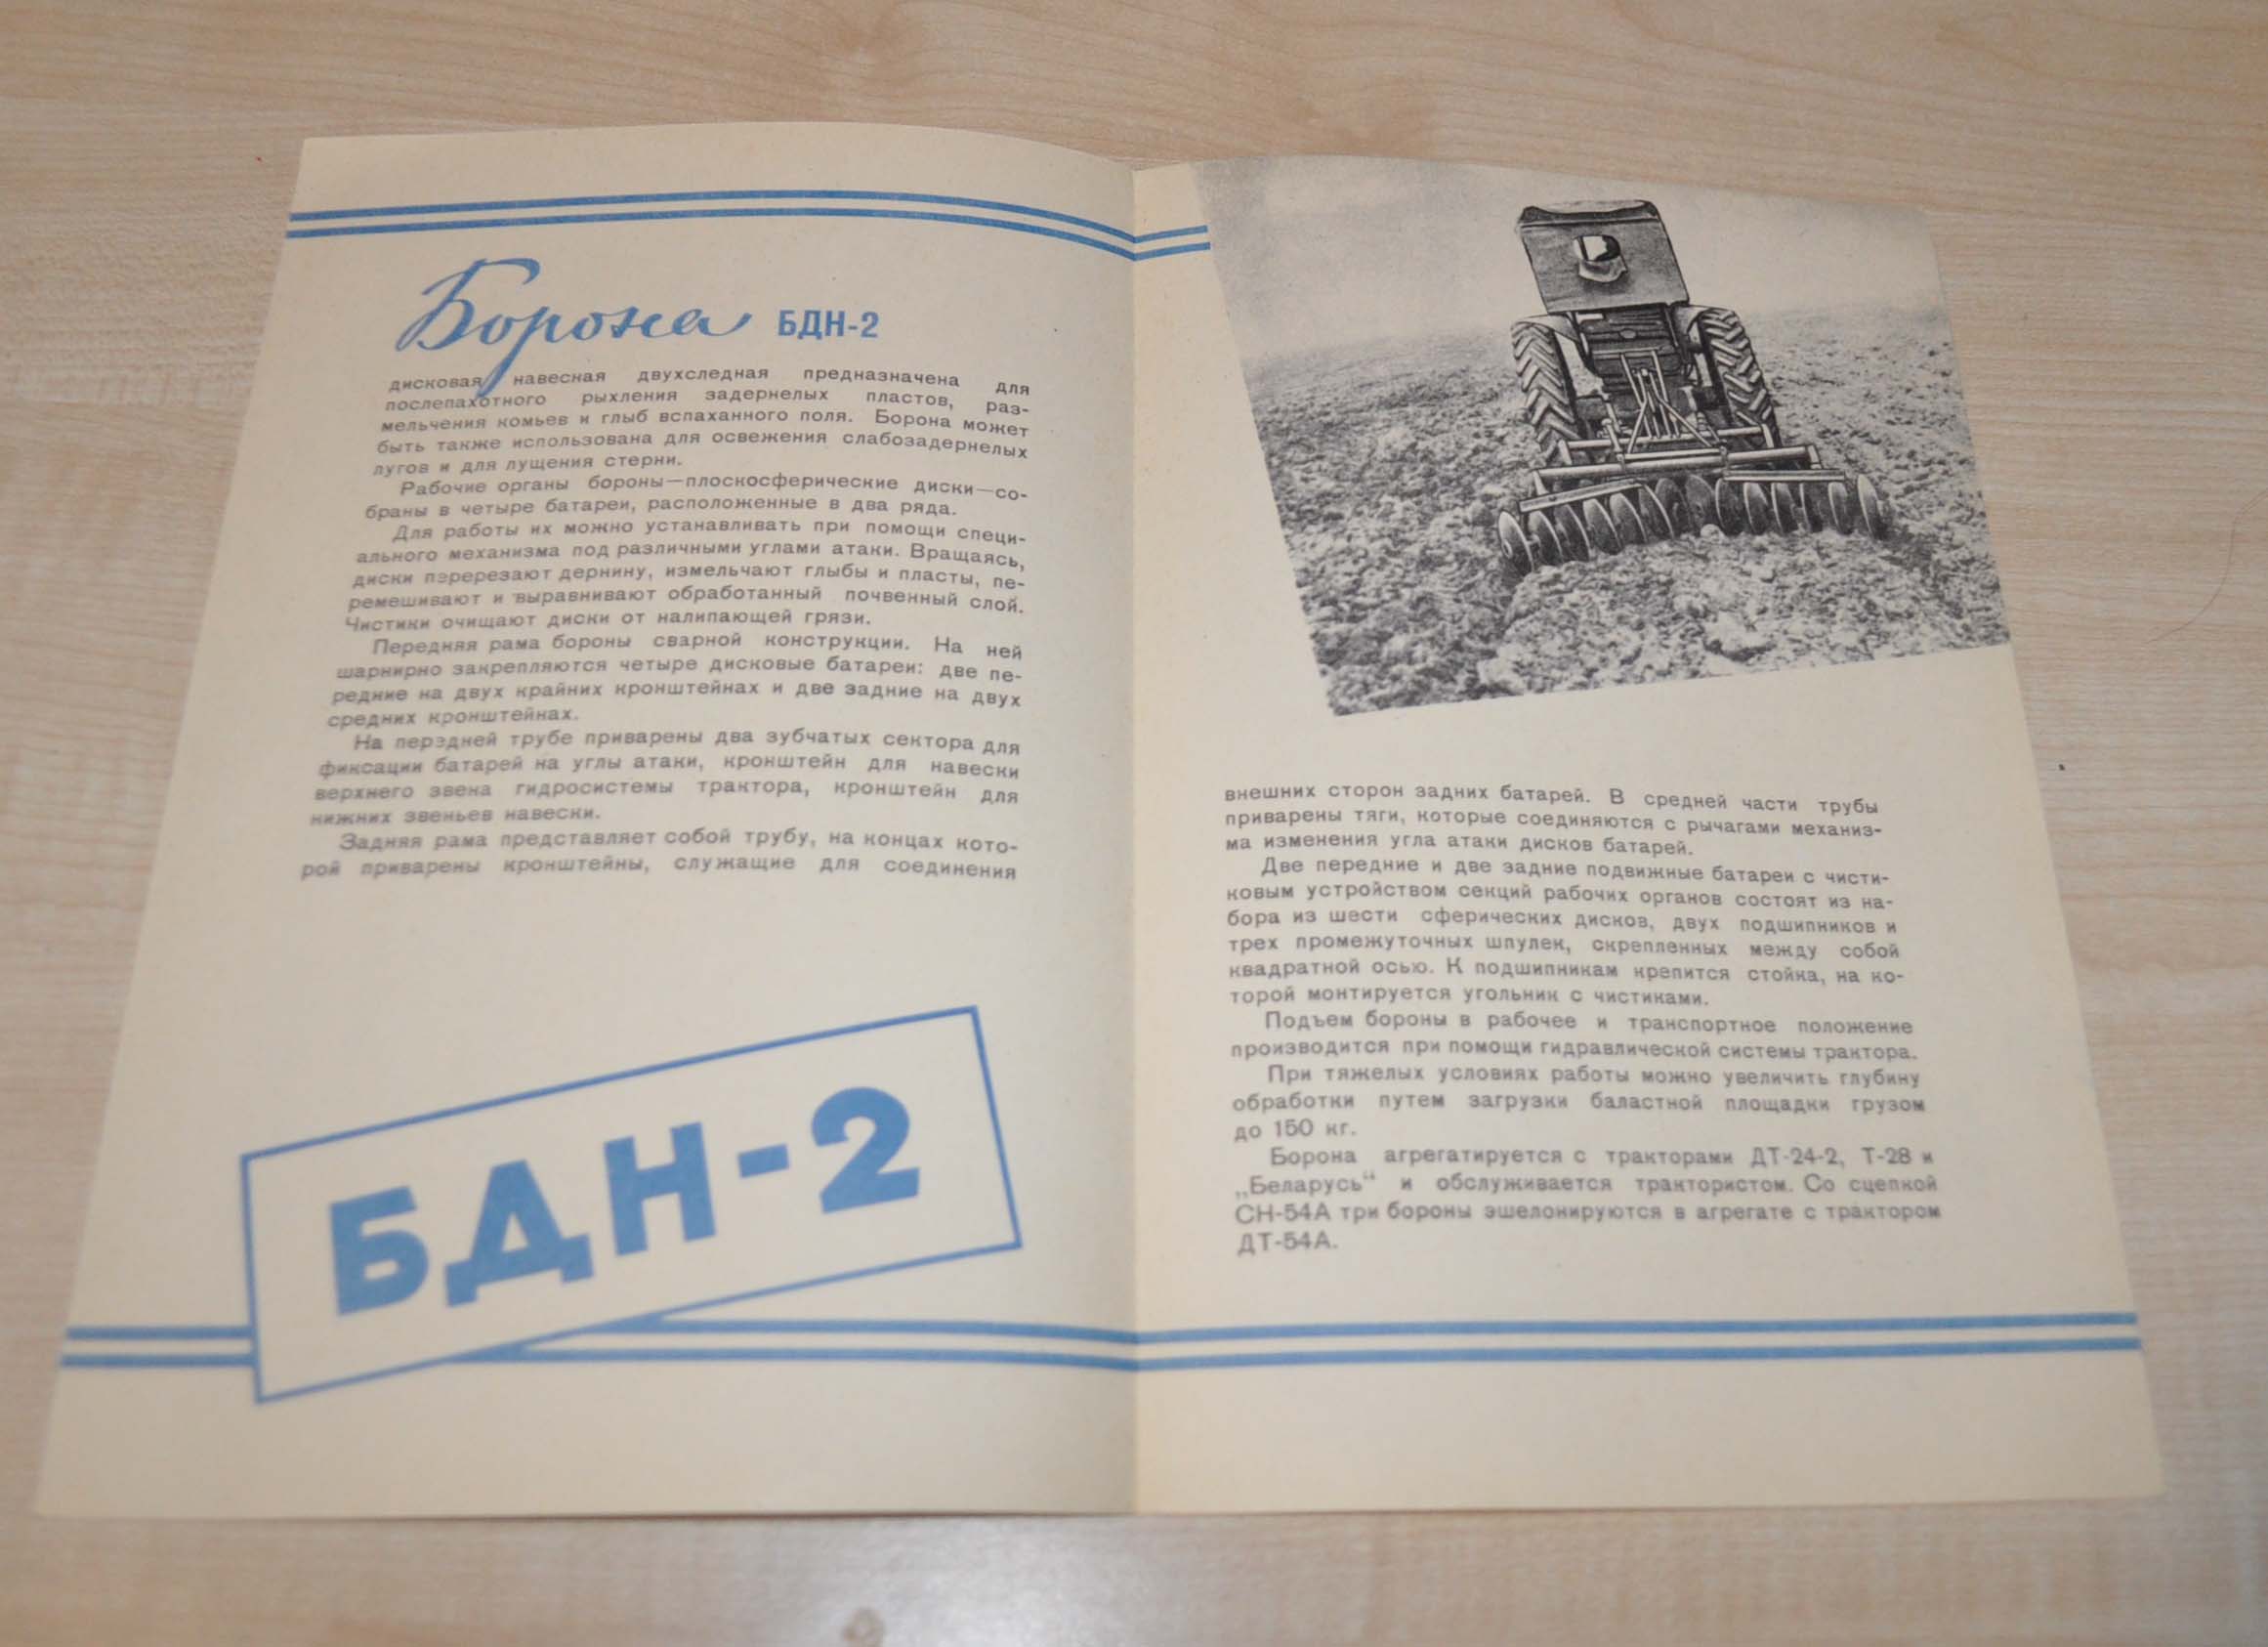 Борона БДН-2
дисковая навесная двухследная предназначена для
послепахотного рыхления задернелых пластов, раз-
мельчения комьев и глыб вспаханного поля. Борона может
быть также использована для освежения слабозадернелых
лугов и для лущения стерни.
Рабочие органы бороны—плоскосферические диски—со-
браны в четыре батареи, расположенные в два ряда.
Для работы их можно устанавливать при помощи специ-
ального механизма под различными углами атаки. Вращаясь,
диски перерезают дернину, измельчают глыбы и пласты, пе-
ремешивают и выравнивают обработанный почвенный слой.
Чистики очищают диски от налипающей грязи.
Передняя рама бороны сварной конструкции. На ней
шарнирно закрепляются четыре дисковые батареи: две пе-
редние на двух крайних кронштейнах и две задние на двух
средних кронштейнах.
На передней трубе приварены два зубчатых сектора для
фиксации батарей на углы атаки, кронштейн для навески
верхнего звена гидросистемы трактора, кронштейн для
нижних звеньев навески.
Задняя рама представляет собой трубу, на концах кото-
рой приварены кронштейны, служащие для соединения
БДН-2
внешних сторон задних батарей. В средней части трубы
приварены тяги, которые соединяются с рычагами механиз-
ма изменения угла атаки дисков батарей.
Две передние и две задние подвижные батареи с чисти-
ковым устройством секций рабочих органов состоят из на-
бора из шести сферических дисков, двух подшипников и
трех промежуточных шпулек, скрепленных между собой
квадратной осью. К подшипникам крепится стойка, на ко-
торой монтируется угольник с чистиками.
Подъем бороны в рабочее и транспортное положение
производится при помощи гидравлической системы трактора.
При тяжелых условиях работы можно увеличить глубину
обработки путем загрузки баластной площадки грузом
до 150 кг.
Борона агрегатируется с тракторами ДТ-24-2, Т-28 и
„Беларусь“ и обслуживается трактористом. Со сцепкой
СН-54А три бороны эшелонируются в агрегате с трактором
ДТ-54А.